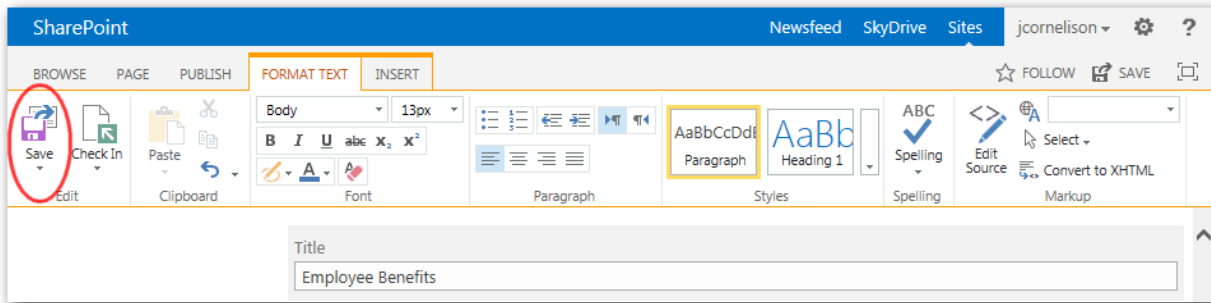 SharePoint Newsfeed SkyDrive Sites jcornelison ?
BROWSE PAGE PUBLISH FORMAT TEXT INSERT FOLLOW SAVE
Save Check In Paste Body 13px AaBbCcDdE AaBb ABC Select
B I U abc x₂ x² Paragraph Heading 1 Spelling Edit Source Convert to XHTML
A
Edit Clipboard Font Paragraph Styles Spelling Markup
Title
Employee Benefits